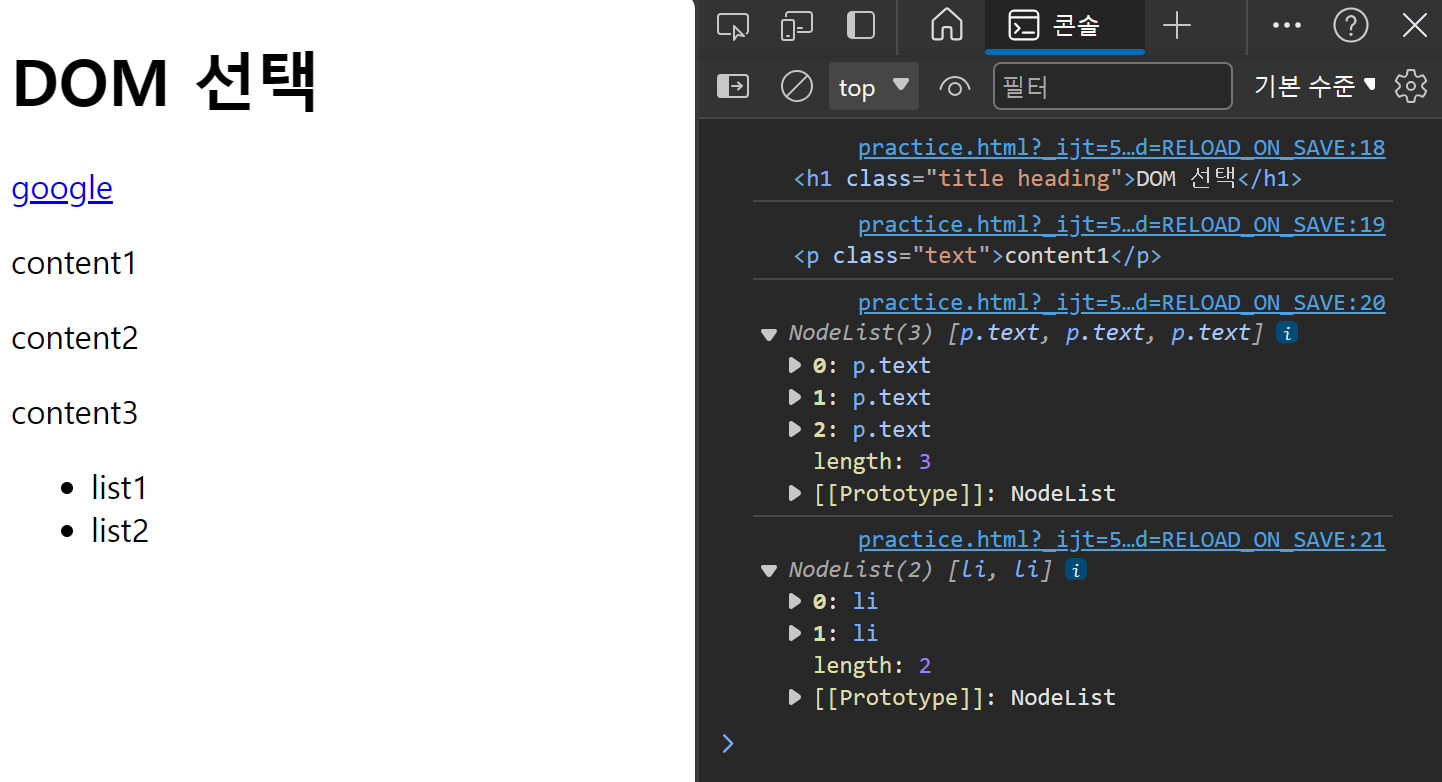 DOM 선택
google
content1
content2
content3
list1
list2
콘솔
top
필터
기본 수준
practice.html?_ijt=5…d=RELOAD_ON_SAVE:18
<h1 class="title heading">DOM 선택</h1>
practice.html?_ijt=5…d=RELOAD_ON_SAVE:19
<p class="text">content1</p>
practice.html?_ijt=5…d=RELOAD_ON_SAVE:20
NodeList(3) [p.text, p.text, p.text] i
0: p.text
1: p.text
2: p.text
length: 3
[[Prototype]]: NodeList
practice.html?_ijt=5…d=RELOAD_ON_SAVE:21
NodeList(2) [li, li] i
0: li
1: li
length: 2
[[Prototype]]: NodeList